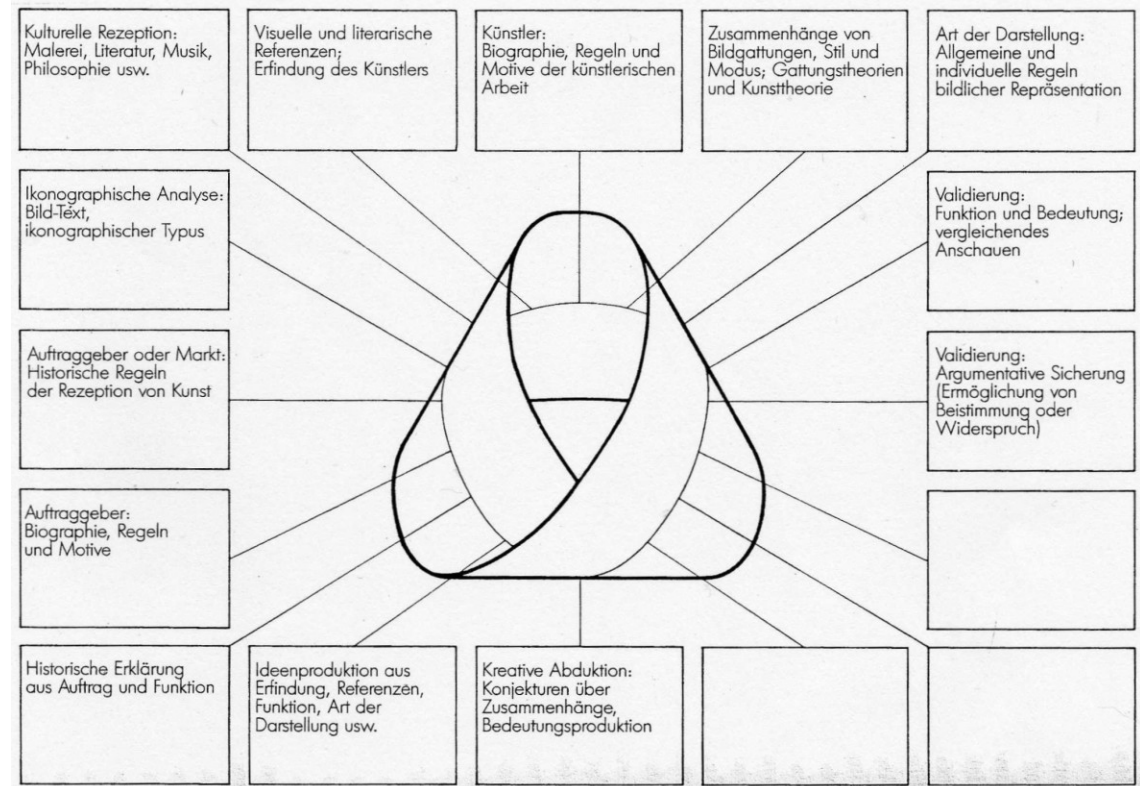 Kulturelle Rezeption:
Malerei, Literatur, Musik,
Philosophie usw.
Visuelle und literarische
Referenzen;
Erfindung des Künstlers
Künstler:
Biographie, Regeln und
Motive der künstlerischen
Arbeit
Zusammenhänge von
Bildgattungen, Stil und
Modus; Gattungstheorien
und Kunsttheorie
Art der Darstellung:
Allgemeine und
individuelle Regeln
bildlicher Repräsentation
Ikonographische Analyse:
Bild-Text,
ikonographischer Typus
Validierung:
Funktion und Bedeutung;
vergleichendes
Anschauen
Auftraggeber oder Markt:
Historische Regeln
der Rezeption von Kunst
Validierung:
Argumentative Sicherung
(Ermöglichung von
Beistimmung oder
Widerspruch)
Auftraggeber:
Biographie, Regeln
und Motive
Historische Erklärung
aus Auftrag und Funktion
Ideenproduktion aus
Erfindung, Referenzen,
Funktion, Art der
Darstellung usw.
Kreative Abduktion:
Konjekturen über
Zusammenhänge,
Bedeutungsproduktion